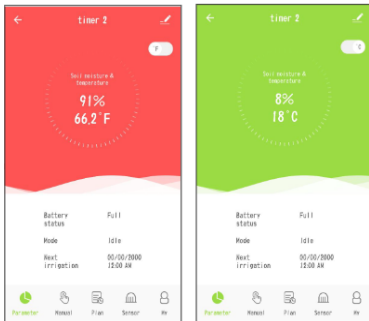 timer 2
F
Soil moisture &
temperature
91%
66.2°F
Battery status Full
Mode Idle
Next irrigation 00/00/2000 12:00 AM
Parameter Manual Plan Sensor Me
timer 2
°C
Soil moisture &
temperature
8%
18°C
Battery status Full
Mode Idle
Next irrigation 00/00/2000 12:00 AM
Parameter Manual Plan Sensor Me